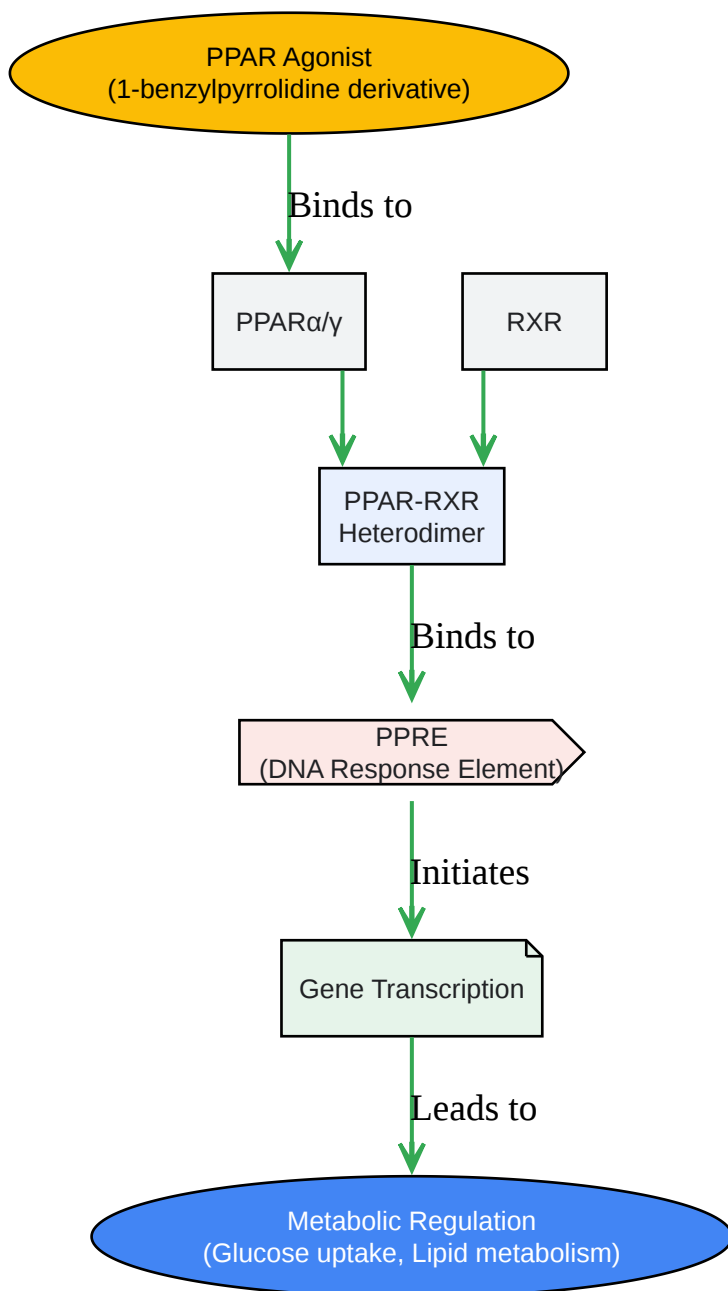 PPAR Agonist
(1-benzylpyrrolidine derivative)
Binds to
PPARα/γ
RXR
PPAR-RXR
Heterodimer
Binds to
PPRE
(DNA Response Element)
Initiates
Gene Transcription
Leads to
Metabolic Regulation
(Glucose uptake, Lipid metabolism)